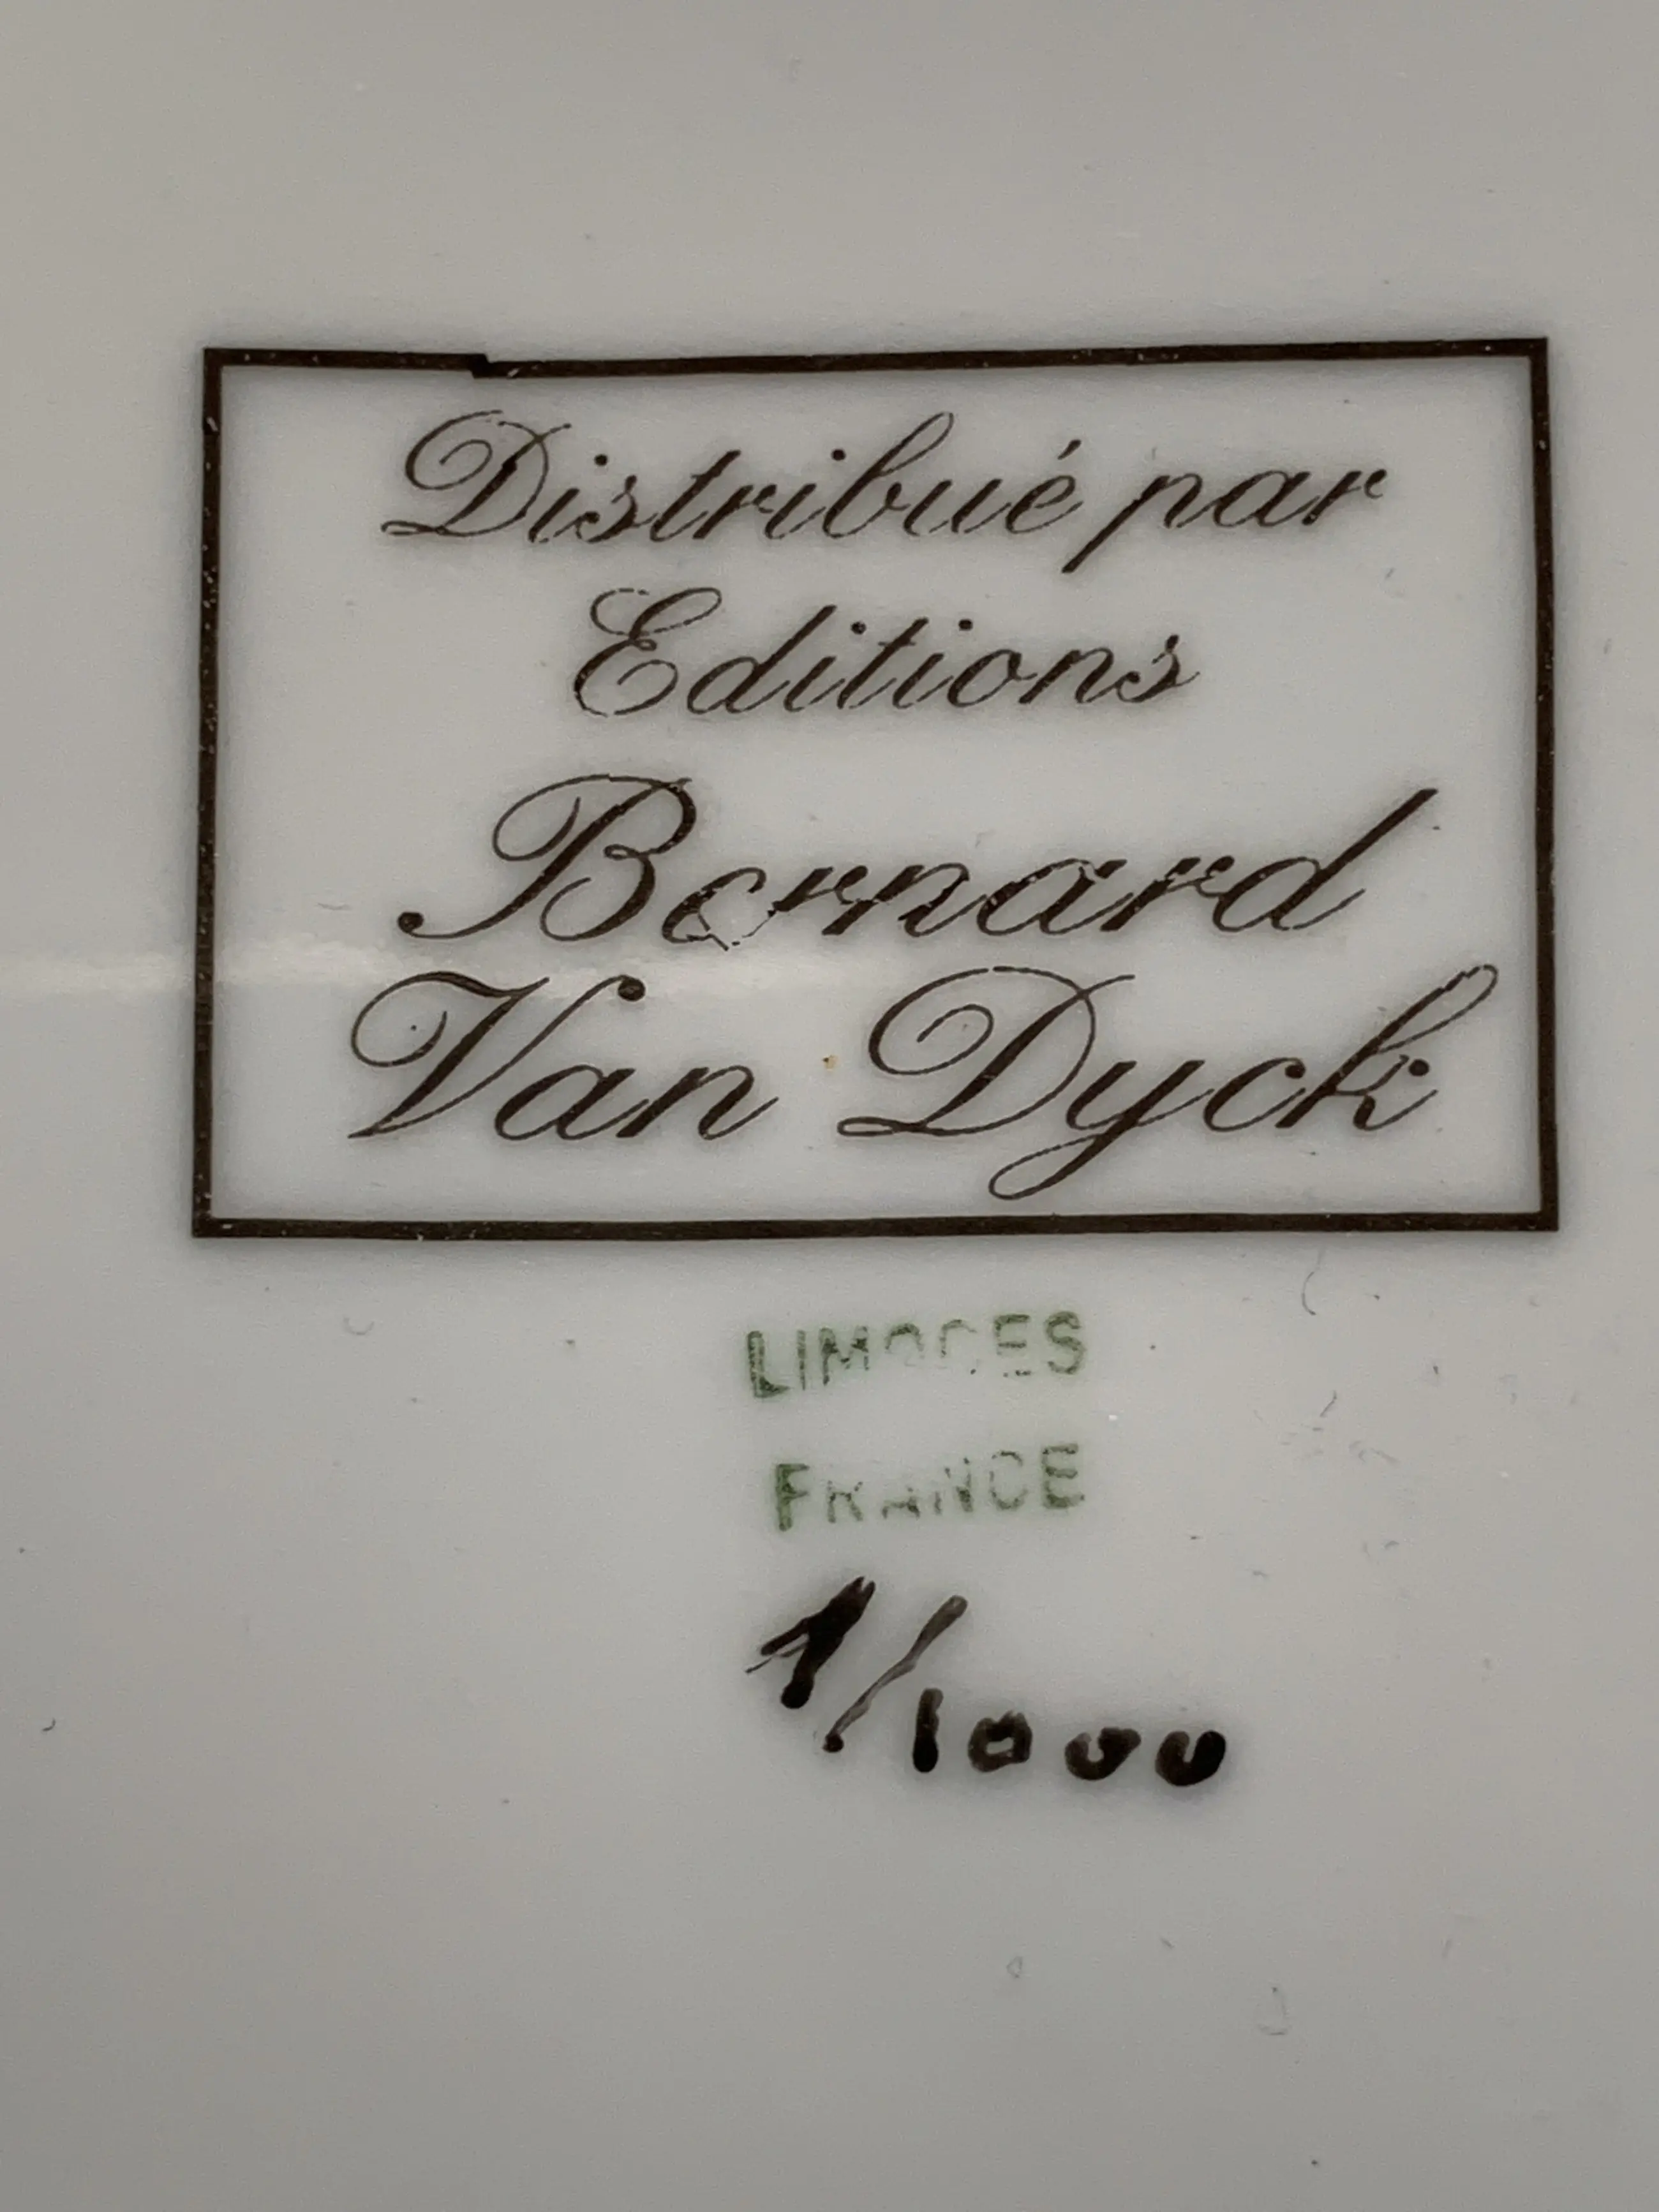 Distribué par
Editions
Bernard
Van Dyck
LIMOGES
FRANCE
1/1000